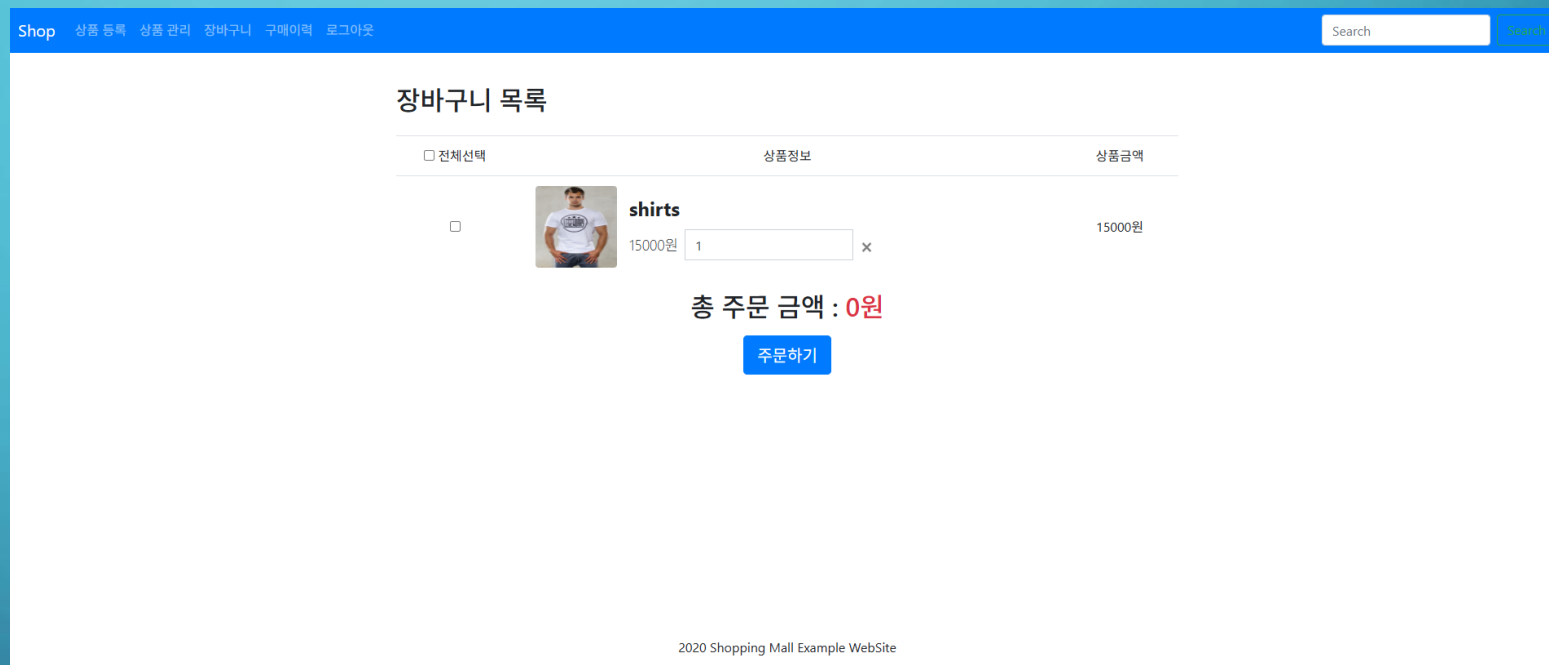 Shop 상품 등록 상품 관리 장바구니 구매이력 로그아웃 Search Search
장바구니 목록
전체선택 상품정보 상품금액
shirts
15000원 1 ×
15000원
총 주문 금액 : 0원
주문하기
2020 Shopping Mall Example WebSite